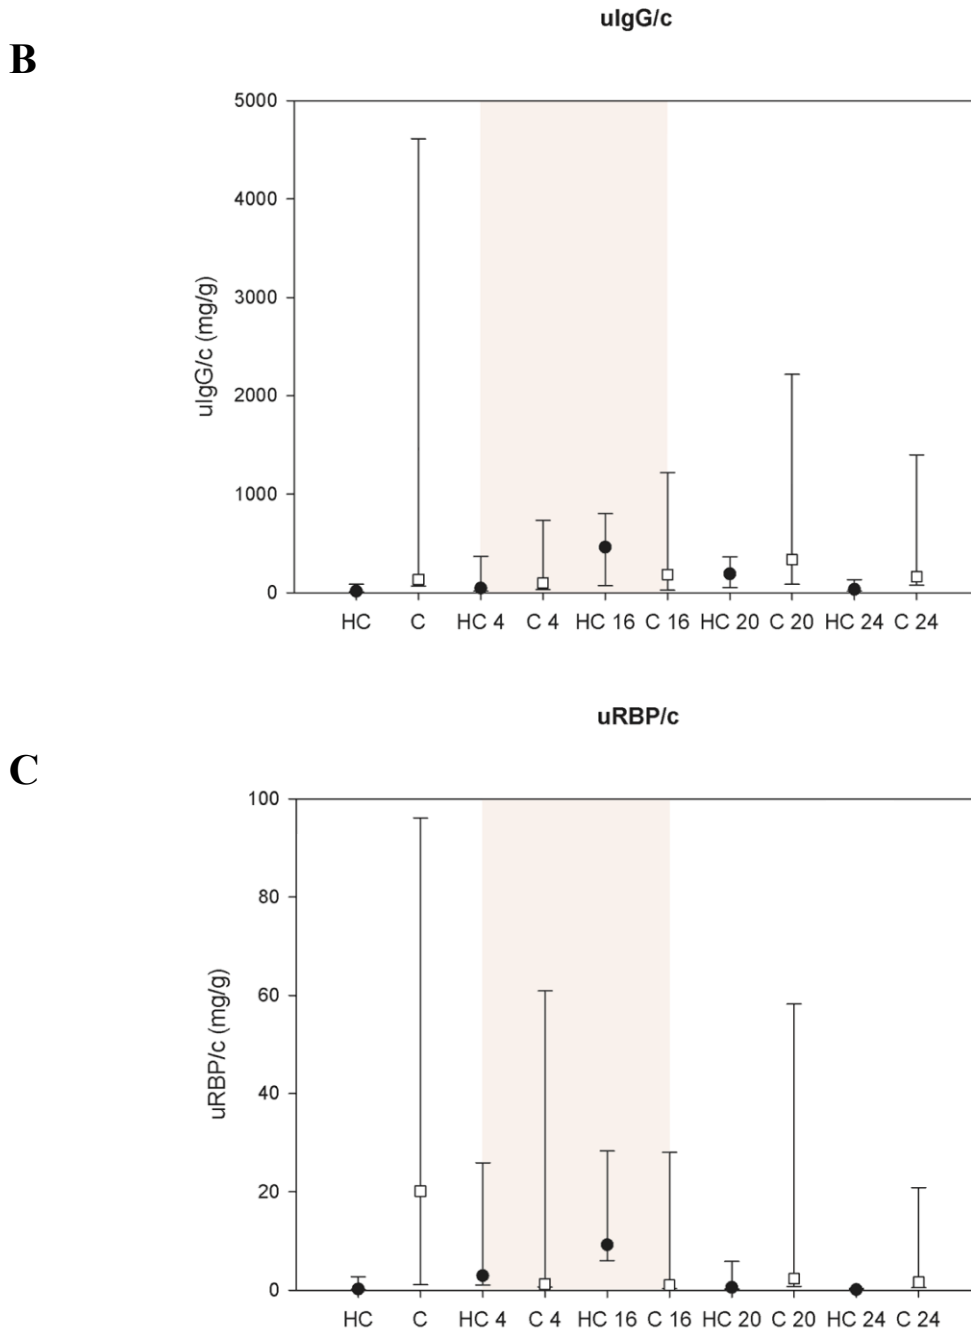 uIgG/c
B
5000
4000
3000
2000
1000
0
uIgG/c (mg/g)
HC C HC 4 C 4 HC 16 C 16 HC 20 C 20 HC 24 C 24
uRBP/c
C
100
80
60
40
20
0
uRBP/c (mg/g)
HC C HC 4 C 4 HC 16 C 16 HC 20 C 20 HC 24 C 24